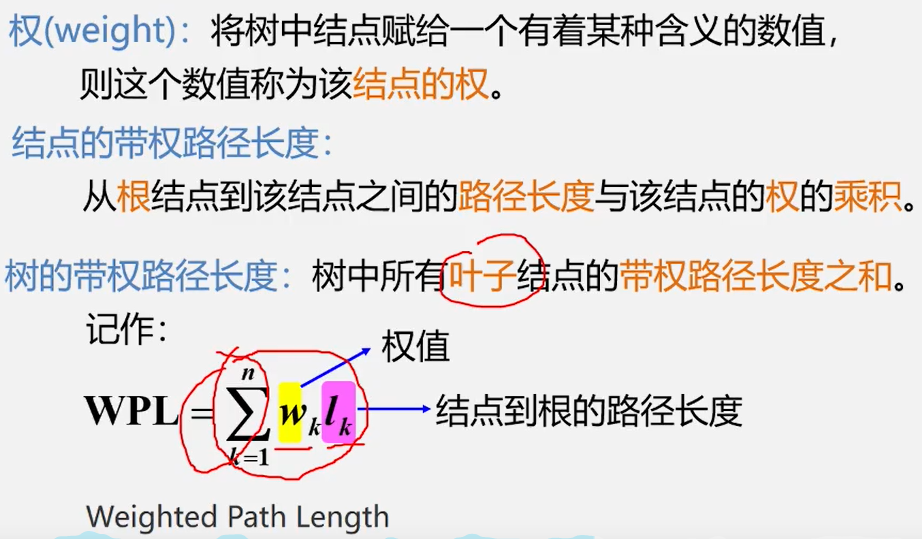 权(weight)：将树中结点赋给一个有着某种含义的数值，
则这个数值称为该结点的权。
结点的带权路径长度：
从根结点到该结点之间的路径长度与该结点的权的乘积。
树的带权路径长度：树中所有叶子结点的带权路径长度之和。
记作：
权值
n
WPL = ∑ wₖlₖ
结点到根的路径长度
k=1
Weighted Path Length